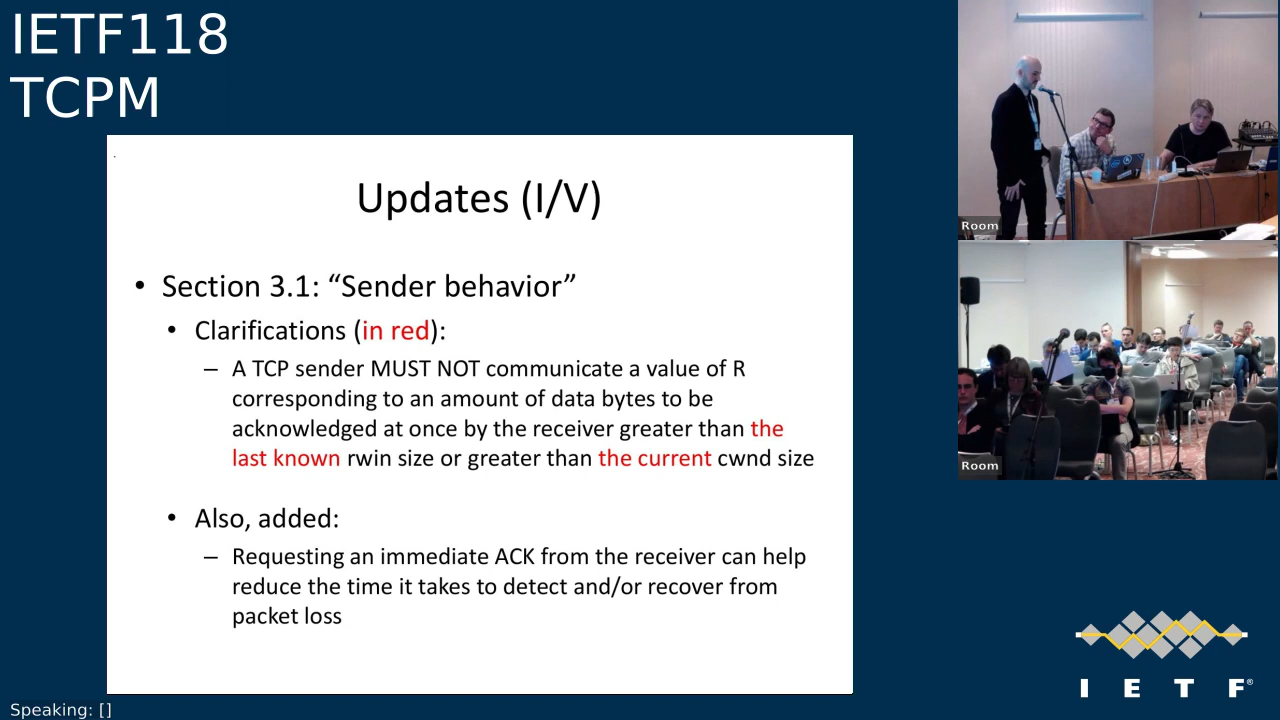 IETF118
TCPM
.
Updates (I/V)
• Section 3.1: “Sender behavior”
• Clarifications (in red):
– A TCP sender MUST NOT communicate a value of R
corresponding to an amount of data bytes to be
acknowledged at once by the receiver greater than the
last known rwin size or greater than the current cwnd size
• Also, added:
– Requesting an immediate ACK from the receiver can help
reduce the time it takes to detect and/or recover from
packet loss
Room
Room
I E T F®
Speaking: []